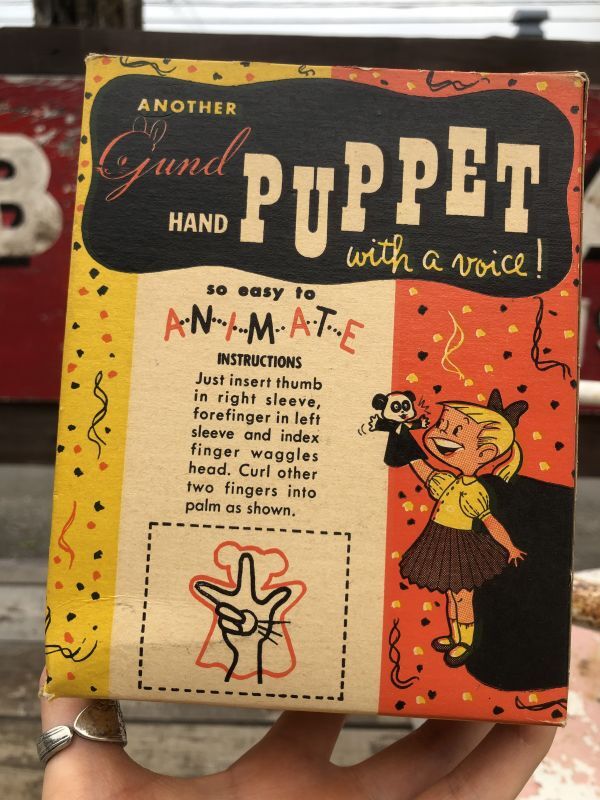 ANOTHER
Gund
HAND PUPPET
with a voice!
so easy to
A·N·I·M·A·T·E
INSTRUCTIONS
Just insert thumb
in right sleeve,
forefinger in left
sleeve and index
finger waggles
head. Curl other
two fingers into
palm as shown.
B